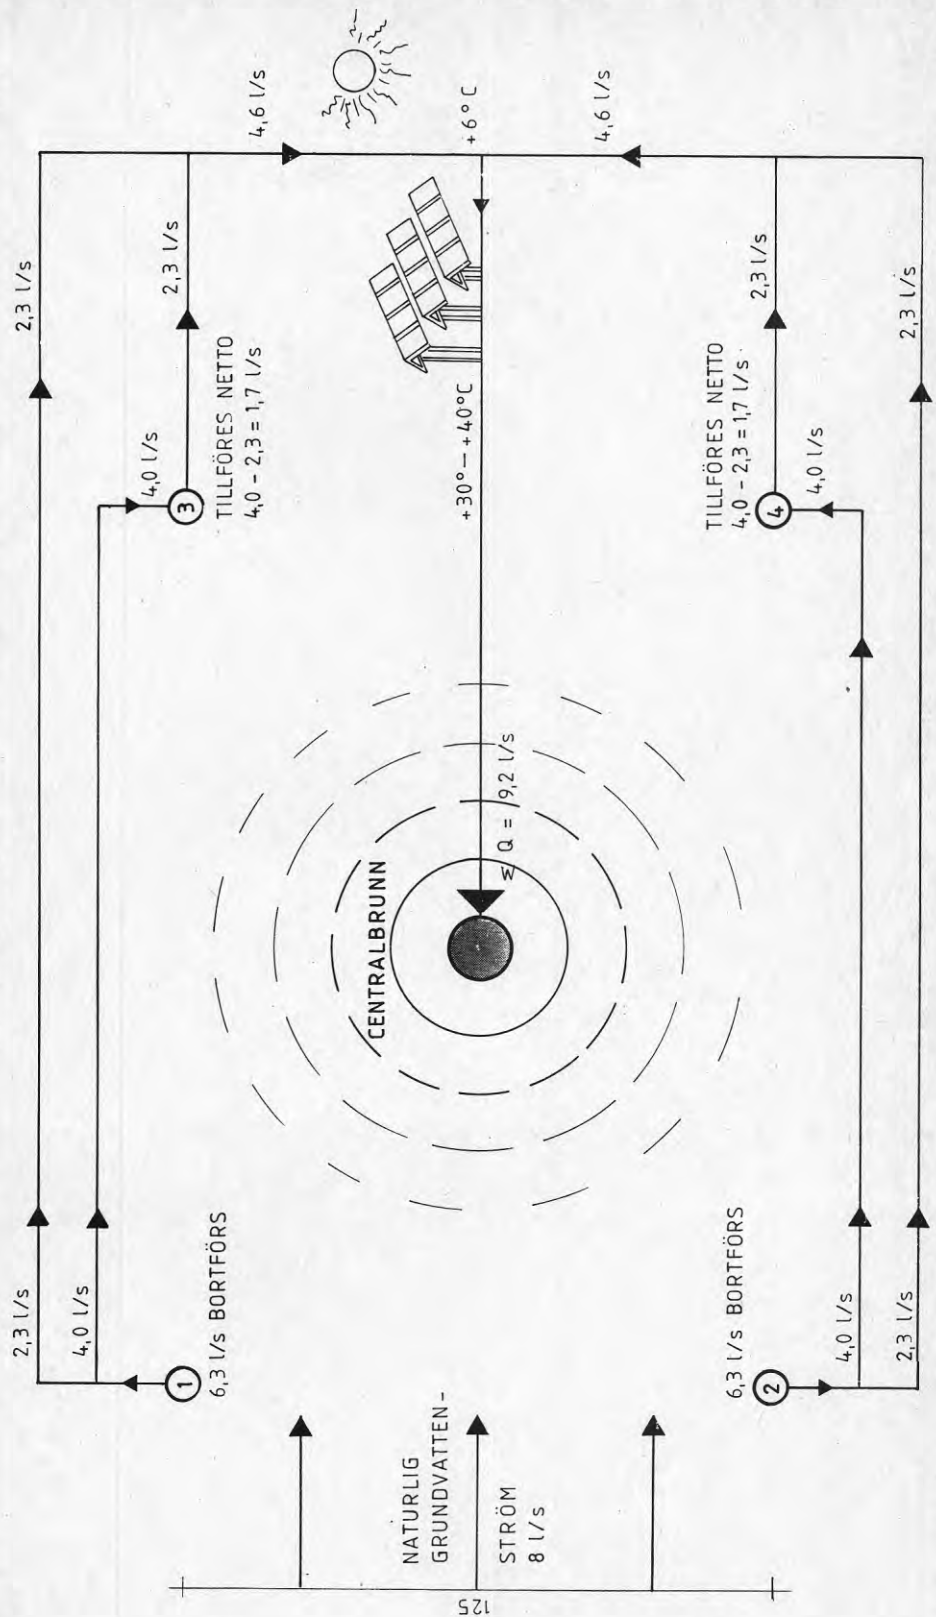 2,3 l/s
2,3 l/s
4,0 l/s
4,0 l/s
2,3 l/s
1
3
6,3 l/s BORTFÖRS
TILLFÖRES NETTO
4,0 – 2,3 = 1,7 l/s
4,6 l/s
CENTRALBRUNN
NATURLIG
GRUNDVATTEN-
STRÖM
8 l/s
125
+30°—+40°C
+6°C
Σ Q = 9,2 l/s
4,6 l/s
6,3 l/s BORTFÖRS
TILLFÖRES NETTO
4,0 – 2,3 = 1,7 l/s
2,3 l/s
2
4
4,0 l/s
4,0 l/s
2,3 l/s
2,3 l/s